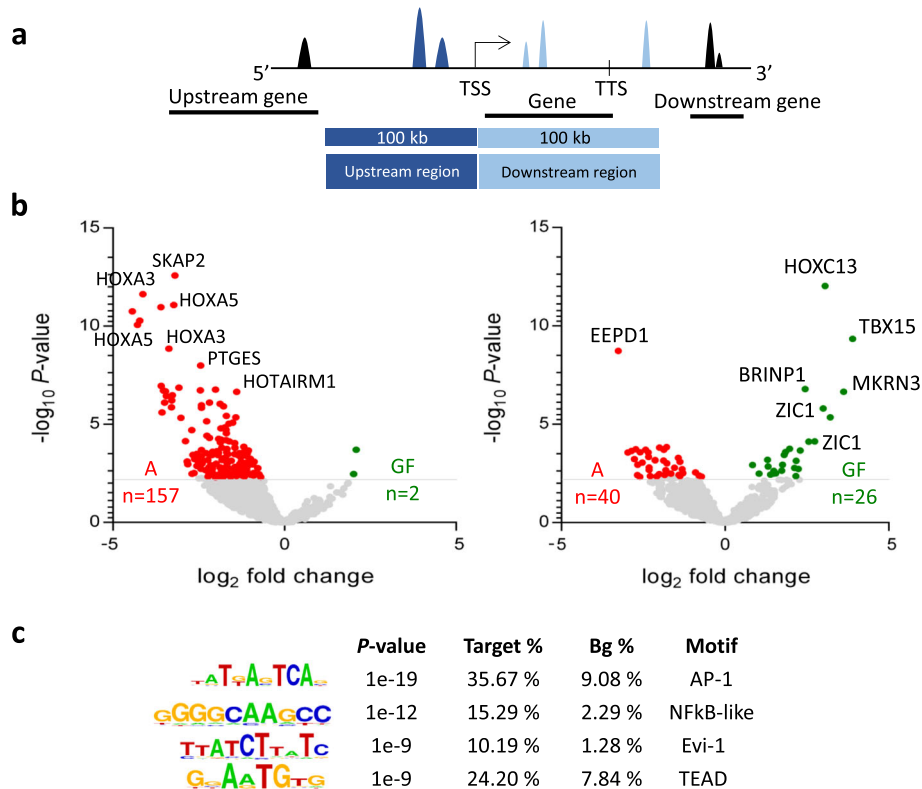 a
5’ 3’
TSS TTS
Upstream gene Gene Downstream gene
100 kb 100 kb
Upstream region Downstream region
b
15
10
5
0
-log10 P-value
SKAP2
HOXA3
HOXA5
HOXA5
HOXA3
PTGES
HOTAIRM1
A
n=157
GF
n=2
-5 0 5
log2 fold change
15
10
5
0
-log10 P-value
HOXC13
TBX15
EEPD1
BRINP1
MKRN3
ZIC1
ZIC1
A
n=40
GF
n=26
-5 0 5
log2 fold change
c
P-value Target % Bg % Motif
TATGAGTCAG 1e-19 35.67 % 9.08 % AP-1
GGGGCAAGCC 1e-12 15.29 % 2.29 % NFkB-like
TTATCTTATC 1e-9 10.19 % 1.28 % Evi-1
GGAATGTG 1e-9 24.20 % 7.84 % TEAD